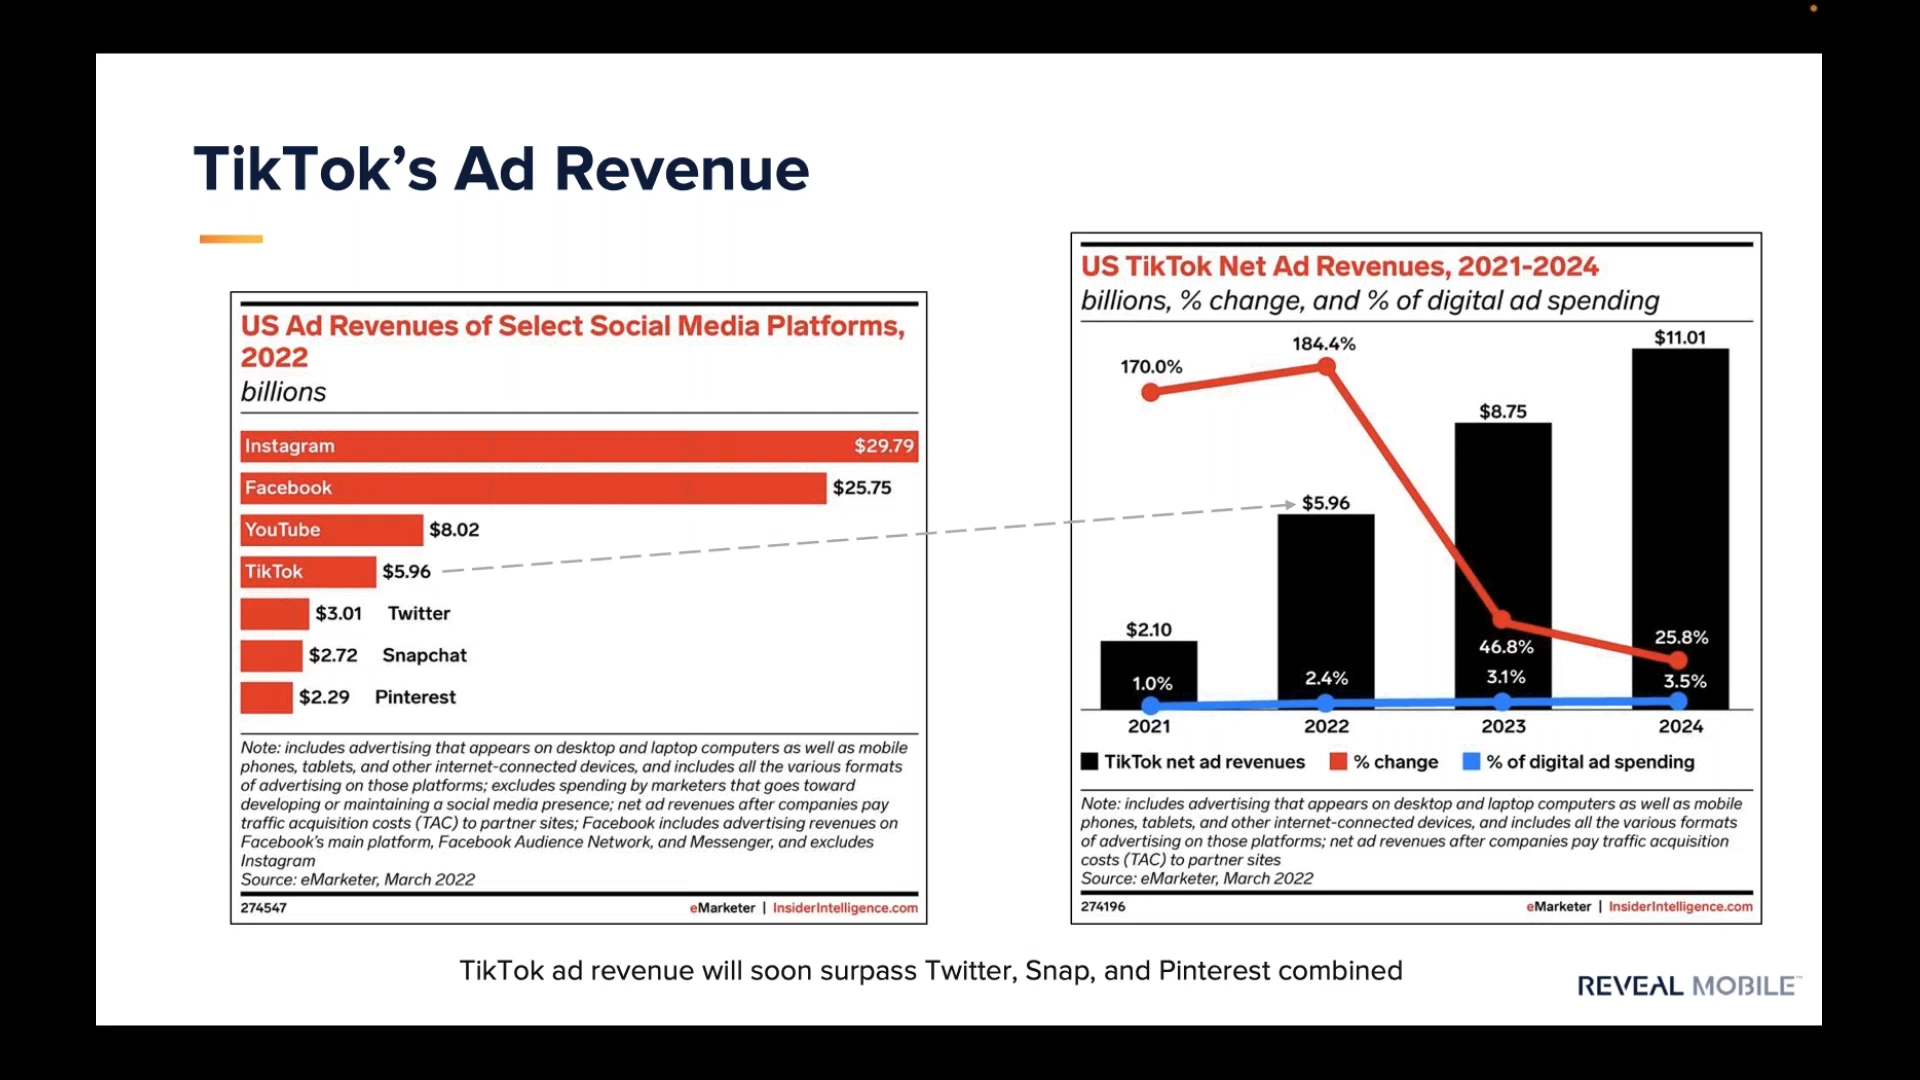 TikTok’s Ad Revenue
US Ad Revenues of Select Social Media Platforms,
2022
billions
Instagram $29.79
Facebook $25.75
YouTube $8.02
TikTok $5.96
$3.01 Twitter
$2.72 Snapchat
$2.29 Pinterest
Note: includes advertising that appears on desktop and laptop computers as well as mobile
phones, tablets, and other internet-connected devices, and includes all the various formats
of advertising on those platforms; excludes spending by marketers that goes toward
developing or maintaining a social media presence; net ad revenues after companies pay
traffic acquisition costs (TAC) to partner sites; Facebook includes advertising revenues on
Facebook's main platform, Facebook Audience Network, and Messenger, and excludes
Instagram
Source: eMarketer, March 2022
274547 eMarketer | InsiderIntelligence.com
US TikTok Net Ad Revenues, 2021-2024
billions, % change, and % of digital ad spending
$11.01
184.4%
170.0%
$8.75
$5.96
$2.10
25.8%
46.8%
1.0% 2.4% 3.1% 3.5%
2021 2022 2023 2024
TikTok net ad revenues % change % of digital ad spending
Note: includes advertising that appears on desktop and laptop computers as well as mobile
phones, tablets, and other internet-connected devices, and includes all the various formats
of advertising on those platforms; net ad revenues after companies pay traffic acquisition
costs (TAC) to partner sites
Source: eMarketer, March 2022
274196 eMarketer | InsiderIntelligence.com
TikTok ad revenue will soon surpass Twitter, Snap, and Pinterest combined
REVEAL MOBILE™